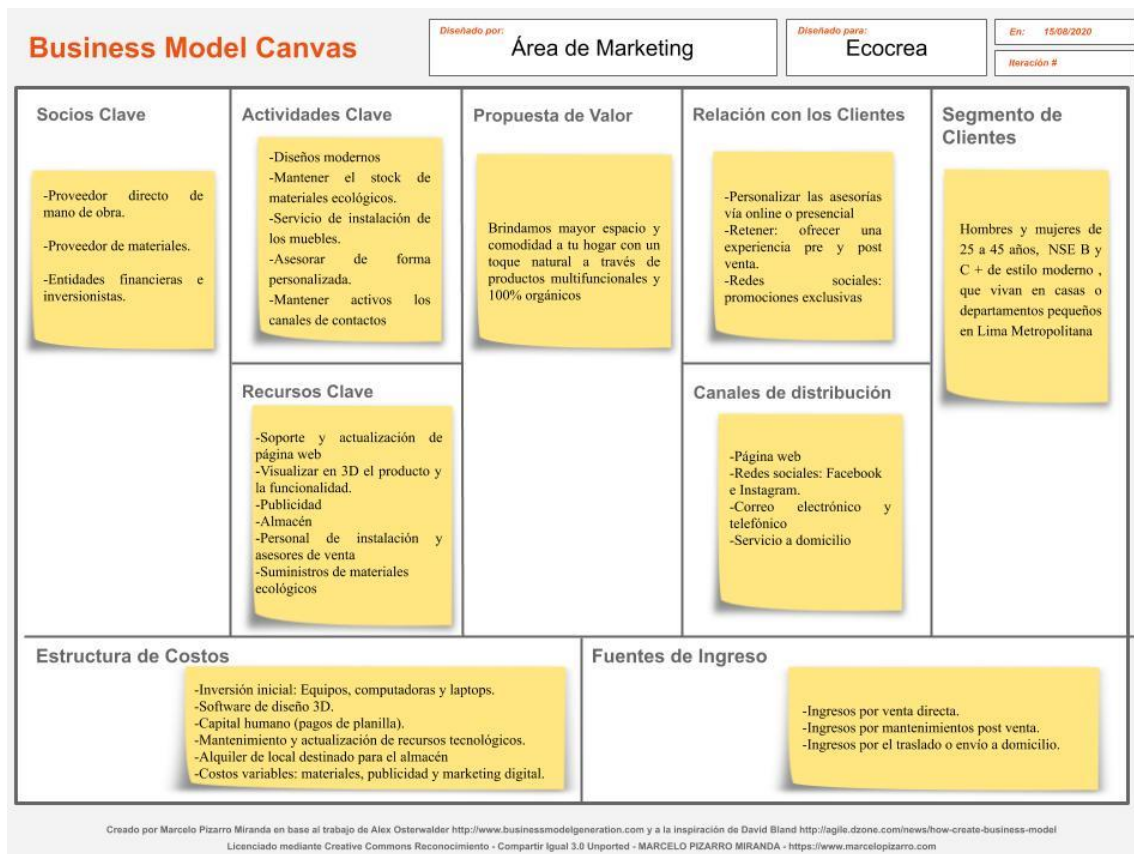 Business Model Canvas
Diseñado por:
Área de Marketing
Diseñado para:
Ecocrea
En: 15/08/2020
Iteración #
Socios Clave
-Proveedor directo de
mano de obra.
-Proveedor de materiales.
-Entidades financieras e
inversionistas.
Actividades Clave
-Diseños modernos
-Mantener el stock de
materiales ecológicos.
-Servicio de instalación de
los muebles.
-Asesorar de forma
personalizada.
-Mantener activos los
canales de contactos
Recursos Clave
-Soporte y actualización de
página web
-Visualizar en 3D el producto y
la funcionalidad.
-Publicidad
-Almacén
-Personal de instalación y
asesores de venta
-Suministros de materiales
ecológicos
Propuesta de Valor
Brindamos mayor espacio y
comodidad a tu hogar con un
toque natural a través de
productos multifuncionales y
100% orgánicos
Relación con los Clientes
-Personalizar las asesorías
vía online o presencial
-Retener: ofrecer una
experiencia pre y post
venta.
-Redes sociales:
promociones exclusivas
Canales de distribución
-Página web
-Redes sociales: Facebook
e Instagram.
-Correo electrónico y
telefónico
-Servicio a domicilio
Segmento de
Clientes
Hombres y mujeres de
25 a 45 años, NSE B y
C + de estilo moderno ,
que vivan en casas o
departamentos pequeños
en Lima Metropolitana
Estructura de Costos
-Inversión inicial: Equipos, computadoras y laptops.
-Software de diseño 3D.
-Capital humano (pagos de planilla).
-Mantenimiento y actualización de recursos tecnológicos.
-Alquiler de local destinado para el almacén
-Costos variables: materiales, publicidad y marketing digital.
Fuentes de Ingreso
-Ingresos por venta directa.
-Ingresos por mantenimientos post venta.
-Ingresos por el traslado o envío a domicilio.
Creado por Marcelo Pizarro Miranda en base al trabajo de Alex Osterwalder http://www.businessmodelgeneration.com y a la inspiración de David Bland http://agile.dzone.com/news/how-create-business-model
Licenciado mediante Creative Commons Reconocimiento - Compartir Igual 3.0 Unported - MARCELO PIZARRO MIRANDA - https://www.marcelopizarro.com